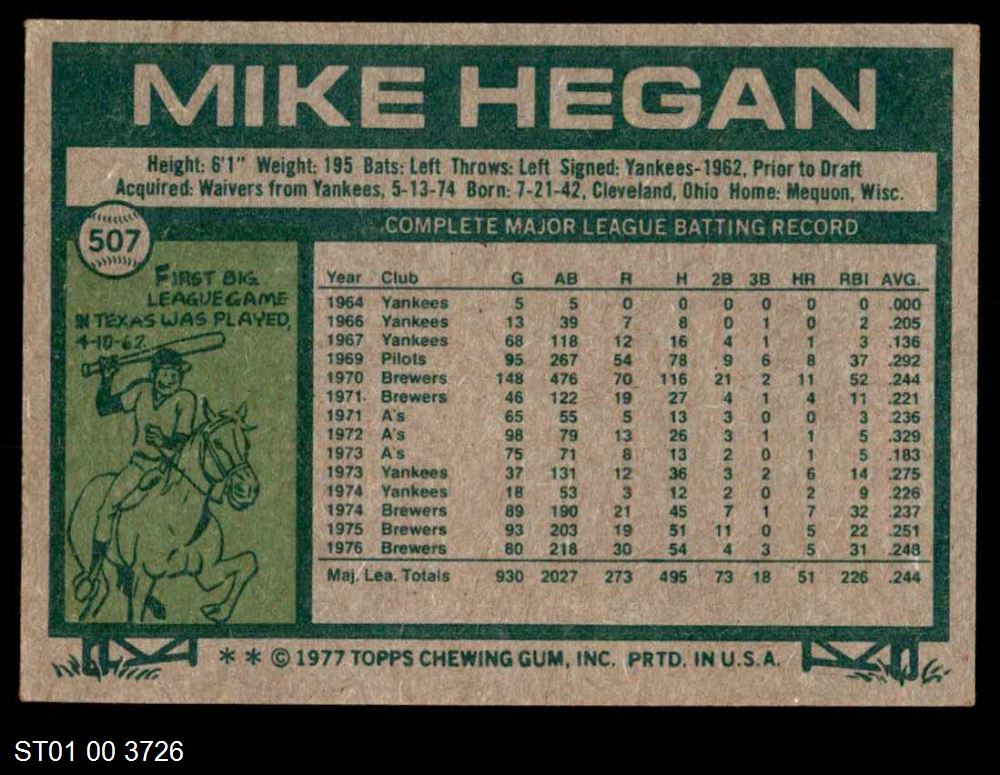 MIKE HEGAN
Height: 6'1" Weight: 195 Bats: Left Throws: Left Signed: Yankees-1962, Prior to Draft
Acquired: Waivers from Yankees, 5-13-74 Born: 7-21-42, Cleveland, Ohio Home: Mequon, Wisc.
507
COMPLETE MAJOR LEAGUE BATTING RECORD
FIRST BIG
LEAGUE GAME
IN TEXAS WAS PLAYED,
4-10-62.
Year Club G AB R H 2B 3B HR RBI AVG.
1964 Yankees 5 5 0 0 0 0 0 0 .000
1966 Yankees 13 39 7 8 0 1 0 2 .205
1967 Yankees 68 118 12 16 4 1 1 3 .136
1969 Pilots 95 267 54 78 9 6 8 37 .292
1970 Brewers 148 476 70 116 21 2 11 52 .244
1971 Brewers 46 122 19 27 4 1 4 11 .221
1971 A's 65 55 5 13 3 0 0 3 .236
1972 A's 98 79 13 26 3 1 1 5 .329
1973 A's 75 71 8 13 2 0 1 5 .183
1973 Yankees 37 131 12 36 3 2 6 14 .275
1974 Yankees 18 53 3 12 2 0 2 9 .226
1974 Brewers 89 190 21 45 7 1 7 32 .237
1975 Brewers 93 203 19 51 11 0 5 22 .251
1976 Brewers 80 218 30 54 4 3 5 31 .248
Maj. Lea. Totals 930 2027 273 495 73 18 51 226 .244
* * © 1977 TOPPS CHEWING GUM, INC. PRTD. IN U.S.A.
ST01 00 3726